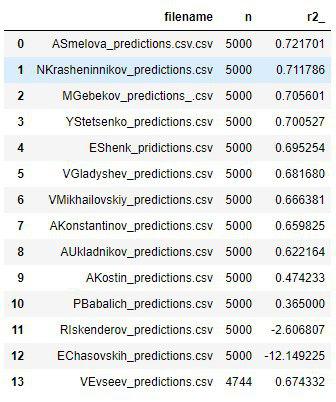 filename n r2_
0 ASmelova_predictions.csv.csv 5000 0.721701
1 NKrasheninnikov_predictions.csv 5000 0.711786
2 MGebekov_predictions_.csv 5000 0.705601
3 YStetsenko_predictions.csv 5000 0.700527
4 EShenk_pridictions.csv 5000 0.695254
5 VGladyshev_predictions.csv 5000 0.681680
6 VMikhailovskiy_predictions.csv 5000 0.666381
7 AKonstantinov_predictions.csv 5000 0.659825
8 AUkladnikov_predictions.csv 5000 0.622164
9 AKostin_predictions.csv 5000 0.474233
10 PBabalich_predictions.csv 5000 0.365000
11 RIskenderov_predictions.csv 5000 -2.606807
12 EChasovskih_predictions.csv 5000 -12.149225
13 VEvseev_predictions.csv 4744 0.674332